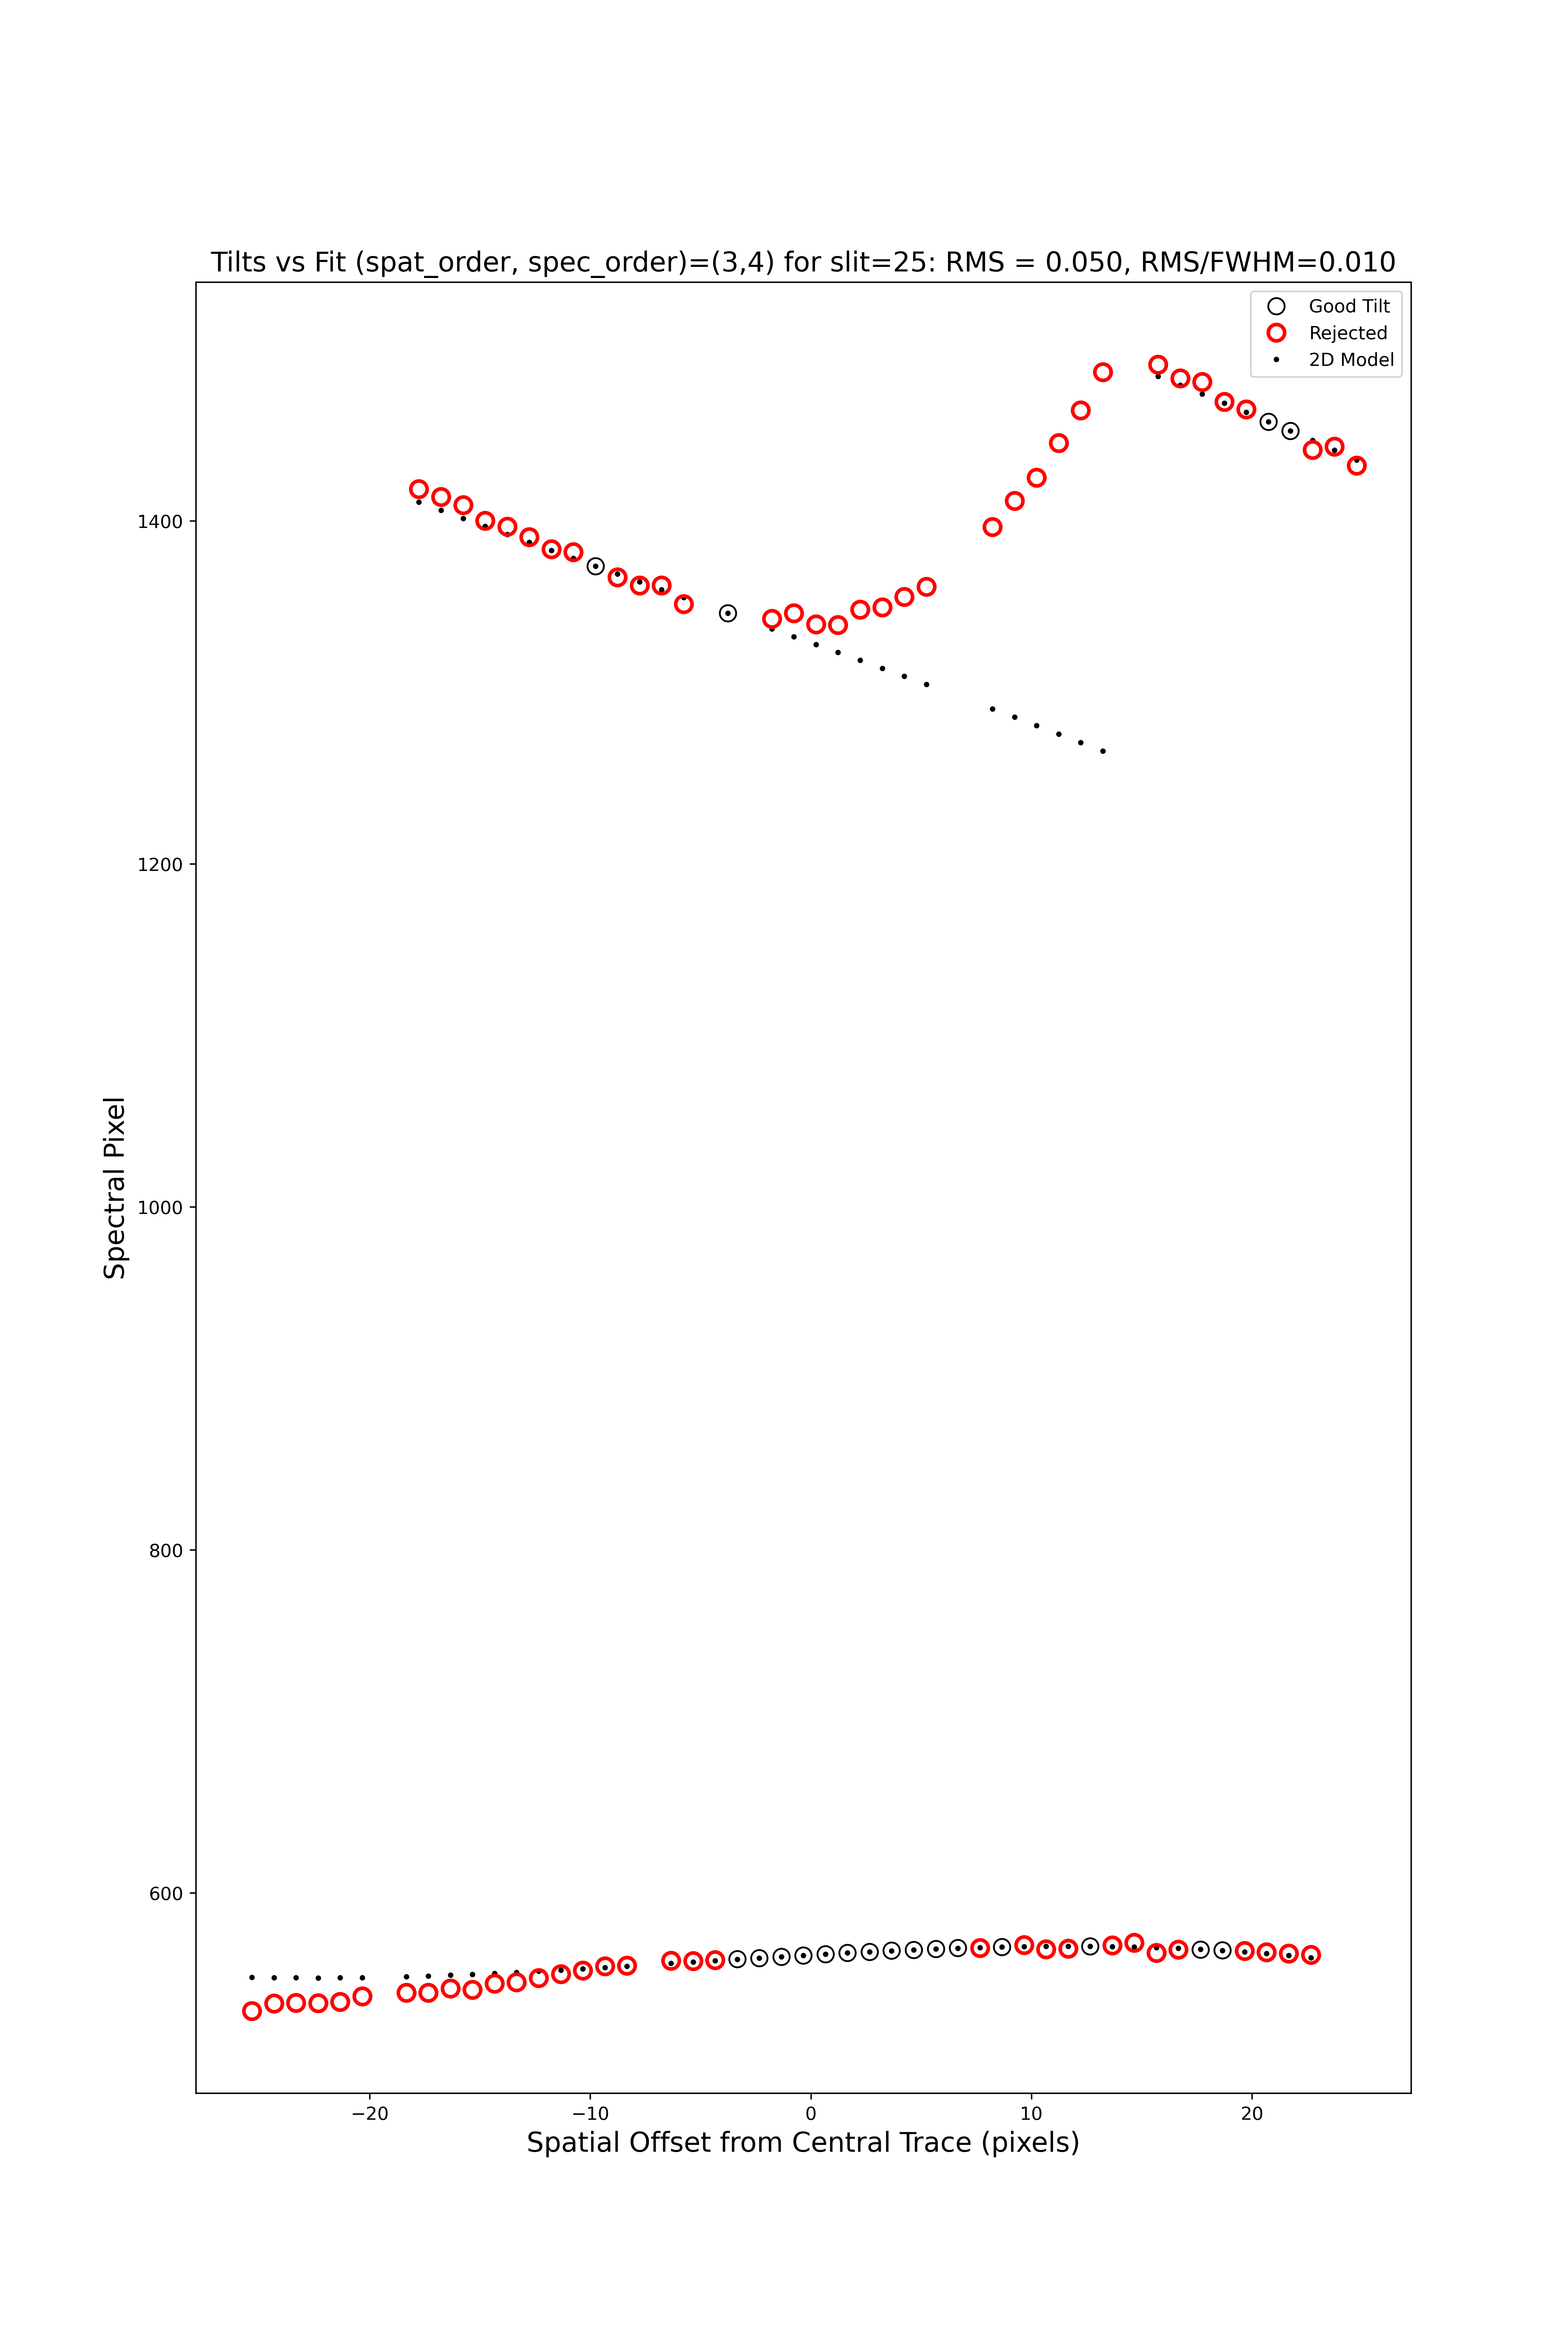 Tilts vs Fit (spat_order, spec_order)=(3,4) for slit=25: RMS = 0.050, RMS/FWHM=0.010
Good Tilt
Rejected
2D Model
1400
1200
1000
800
600
Spectral Pixel
−20
−10
0
10
20
Spatial Offset from Central Trace (pixels)